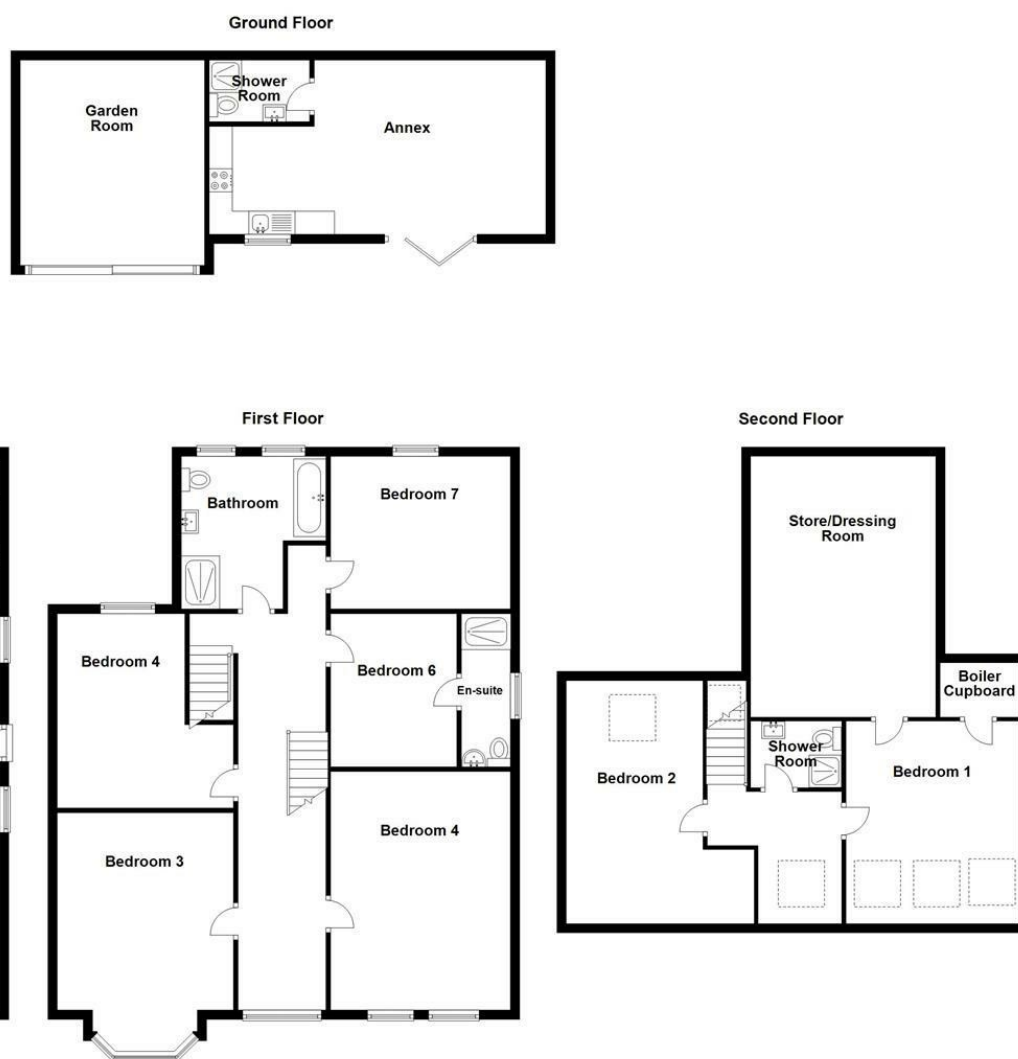 Ground Floor
Garden
Room
Shower
Room
Annex
First Floor
Bathroom
Bedroom 7
Bedroom 4
Bedroom 6
En-suite
Bedroom 3
Bedroom 4
Second Floor
Store/Dressing
Room
Boiler
Cupboard
Shower
Room
Bedroom 2
Bedroom 1